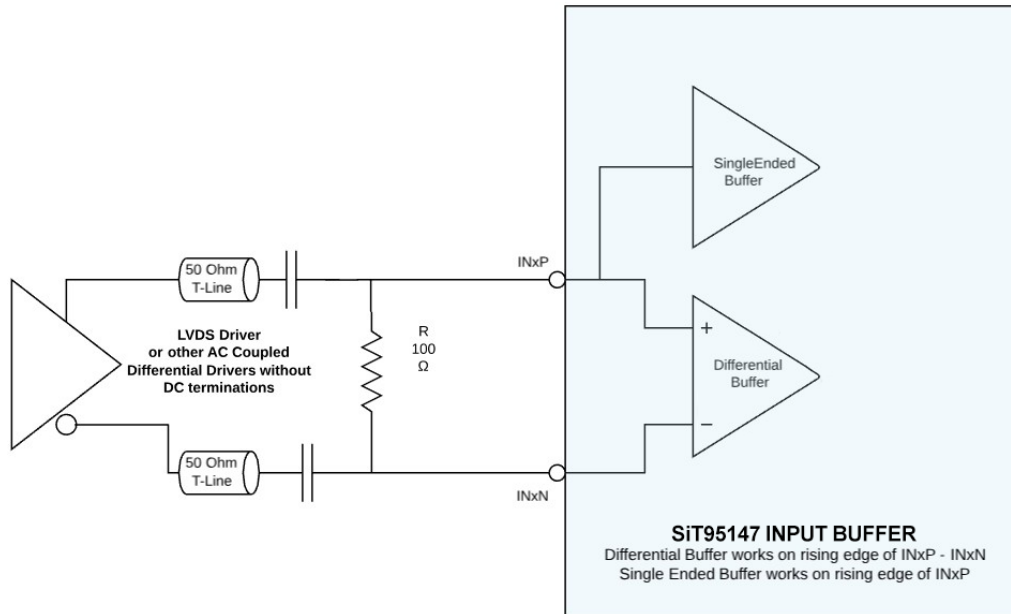 SingleEnded
Buffer
INxP
50 Ohm
T-Line
LVDS Driver
or other AC Coupled
Differential Drivers without
DC terminations
R
100
Ω
+
Differential
Buffer
−
50 Ohm
T-Line
INxN
SiT95147 INPUT BUFFER
Differential Buffer works on rising edge of INxP - INxN
Single Ended Buffer works on rising edge of INxP